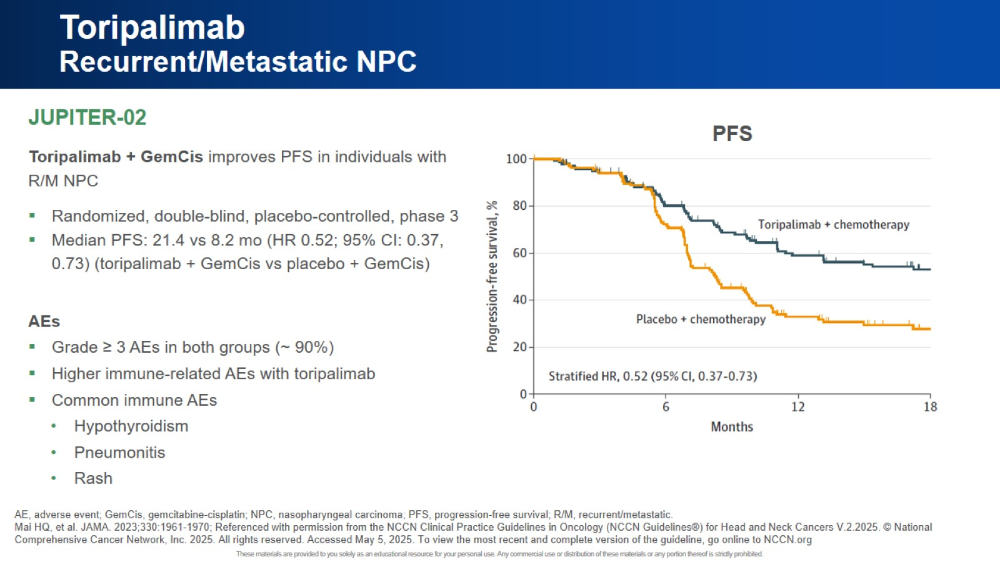 Toripalimab
Recurrent/Metastatic NPC
JUPITER-02
Toripalimab + GemCis improves PFS in individuals with
R/M NPC
▪ Randomized, double-blind, placebo-controlled, phase 3
▪ Median PFS: 21.4 vs 8.2 mo (HR 0.52; 95% CI: 0.37,
0.73) (toripalimab + GemCis vs placebo + GemCis)
AEs
▪ Grade ≥ 3 AEs in both groups (~ 90%)
▪ Higher immune-related AEs with toripalimab
▪ Common immune AEs
• Hypothyroidism
• Pneumonitis
• Rash
PFS
Progression-free survival, %
100
80
60
40
20
0
Toripalimab + chemotherapy
Placebo + chemotherapy
Stratified HR, 0.52 (95% CI, 0.37-0.73)
0 6 12 18
Months
AE, adverse event; GemCis, gemcitabine-cisplatin; NPC, nasopharyngeal carcinoma; PFS, progression-free survival; R/M, recurrent/metastatic.
Mai HQ, et al. JAMA. 2023;330:1961-1970; Referenced with permission from the NCCN Clinical Practice Guidelines in Oncology (NCCN Guidelines®) for Head and Neck Cancers V.2.2025. © National
Comprehensive Cancer Network, Inc. 2025. All rights reserved. Accessed May 5, 2025. To view the most recent and complete version of the guideline, go online to NCCN.org
These materials are provided to you solely as an educational resource for your personal use. Any commercial use or distribution of these materials or any portion thereof is strictly prohibited.